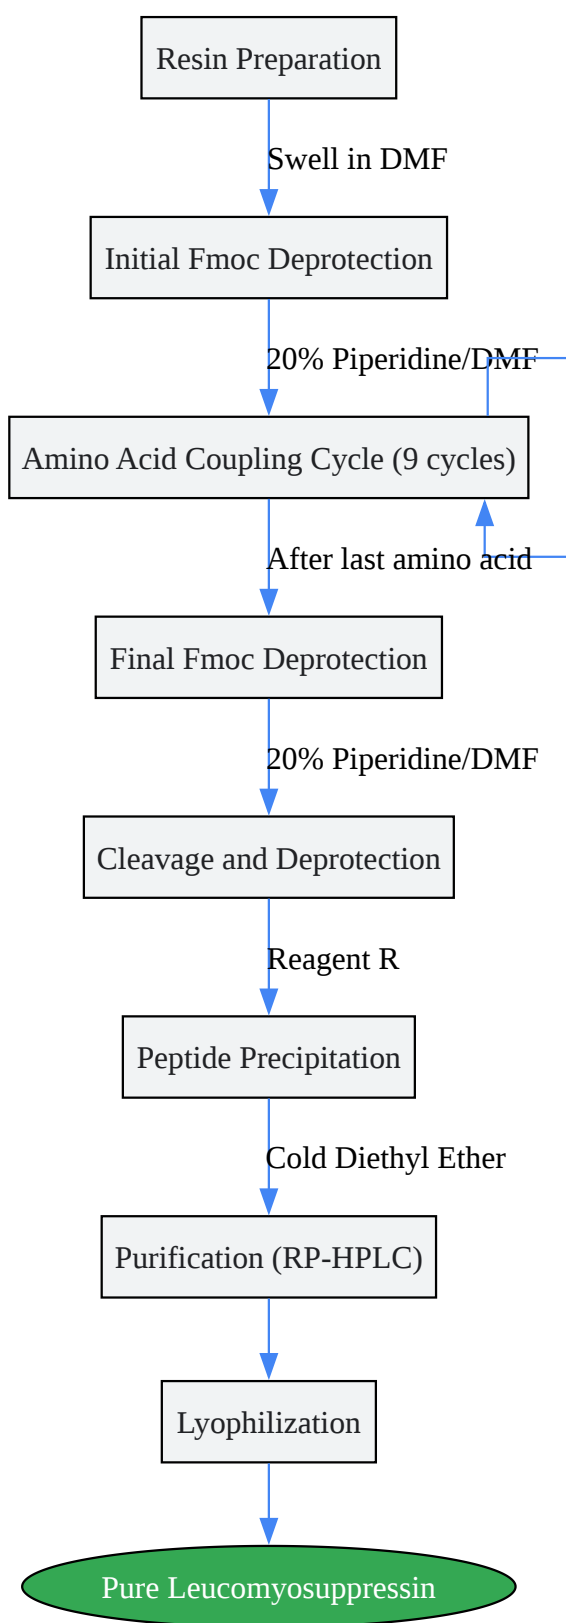 Resin Preparation
Swell in DMF
Initial Fmoc Deprotection
20% Piperidine/DMF
Amino Acid Coupling Cycle (9 cycles)
After last amino acid
Final Fmoc Deprotection
20% Piperidine/DMF
Cleavage and Deprotection
Reagent R
Peptide Precipitation
Cold Diethyl Ether
Purification (RP-HPLC)
Lyophilization
Pure Leucomyosuppressin